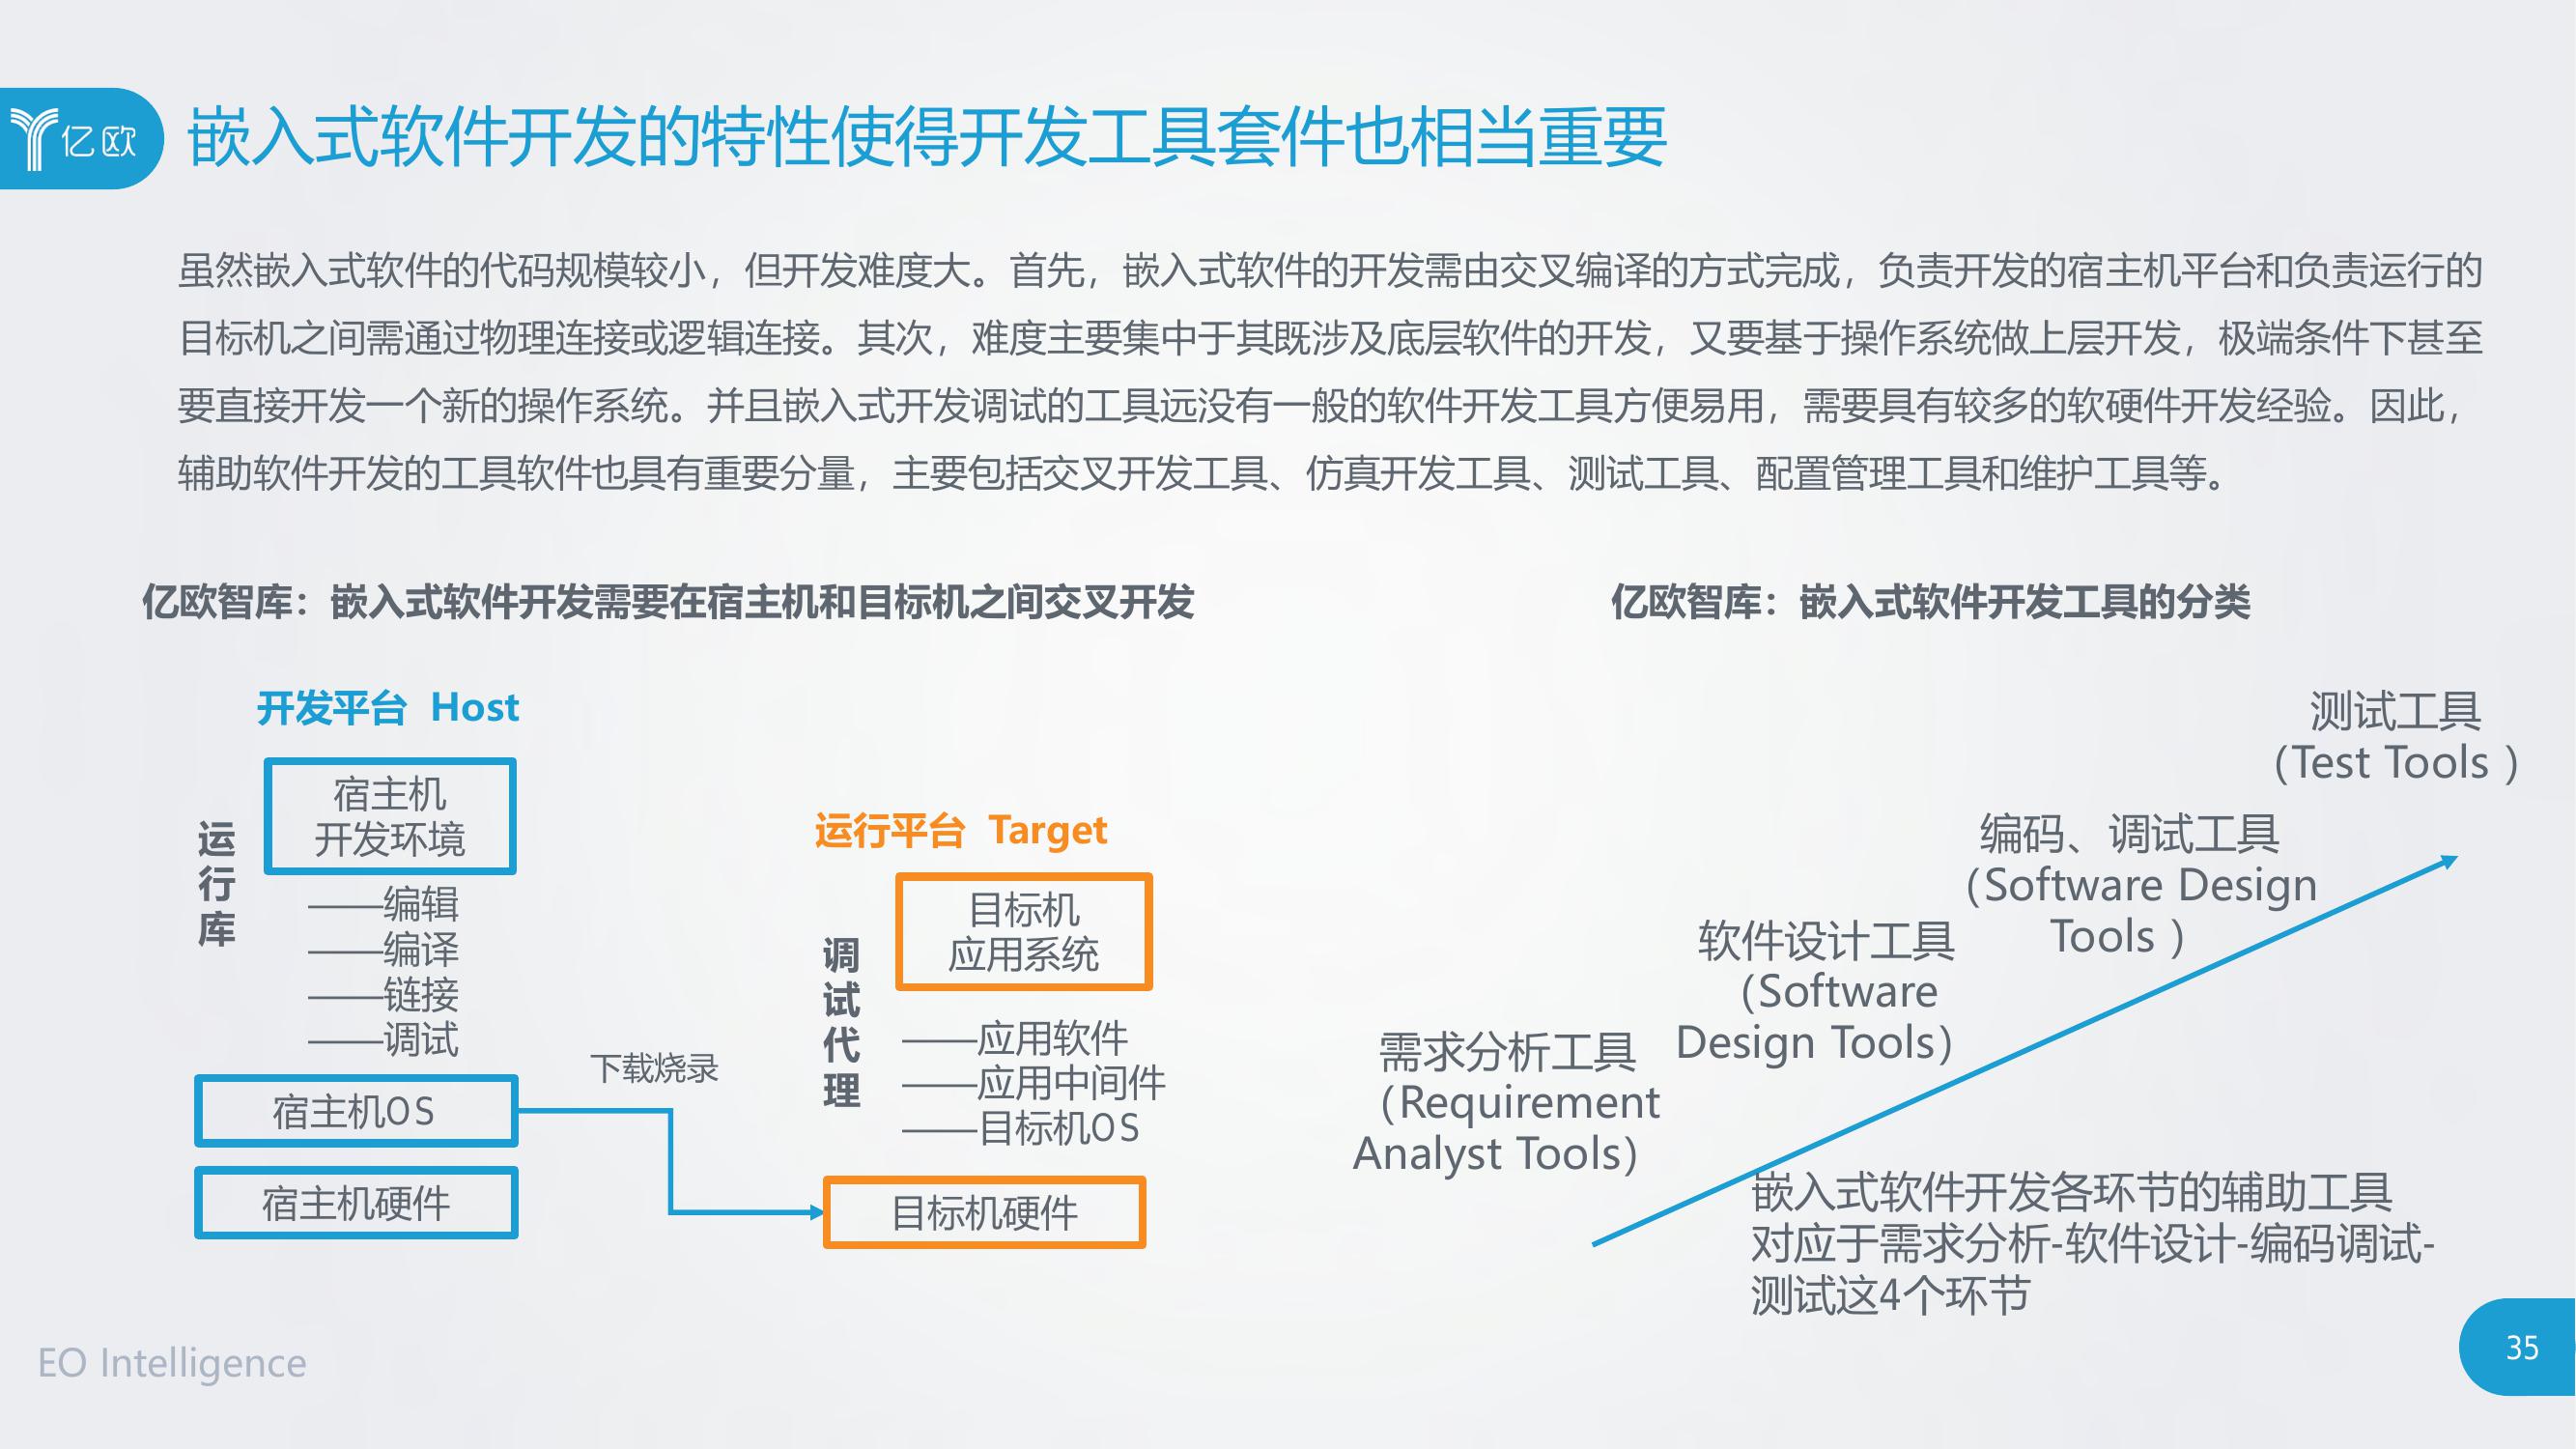 亿欧
嵌入式软件开发的特性使得开发工具套件也相当重要
虽然嵌入式软件的代码规模较小，但开发难度大。首先，嵌入式软件的开发需由交叉编译的方式完成，负责开发的宿主机平台和负责运行的
目标机之间需通过物理连接或逻辑连接。其次，难度主要集中于其既涉及底层软件的开发，又要基于操作系统做上层开发，极端条件下甚至
要直接开发一个新的操作系统。并且嵌入式开发调试的工具远没有一般的软件开发工具方便易用，需要具有较多的软硬件开发经验。因此，
辅助软件开发的工具软件也具有重要分量，主要包括交叉开发工具、仿真开发工具、测试工具、配置管理工具和维护工具等。
亿欧智库：嵌入式软件开发需要在宿主机和目标机之间交叉开发
开发平台 Host
宿主机
开发环境
运
行
库
——编辑
——编译
——链接
——调试
宿主机OS
宿主机硬件
下载烧录
运行平台 Target
目标机
应用系统
调
试
代
理
——应用软件
——应用中间件
——目标机OS
目标机硬件
亿欧智库：嵌入式软件开发工具的分类
测试工具
（Test Tools ）
编码、调试工具
（Software Design
Tools ）
软件设计工具
（Software
Design Tools）
需求分析工具
（Requirement
Analyst Tools）
嵌入式软件开发各环节的辅助工具
对应于需求分析-软件设计-编码调试-
测试这4个环节
EO Intelligence
35